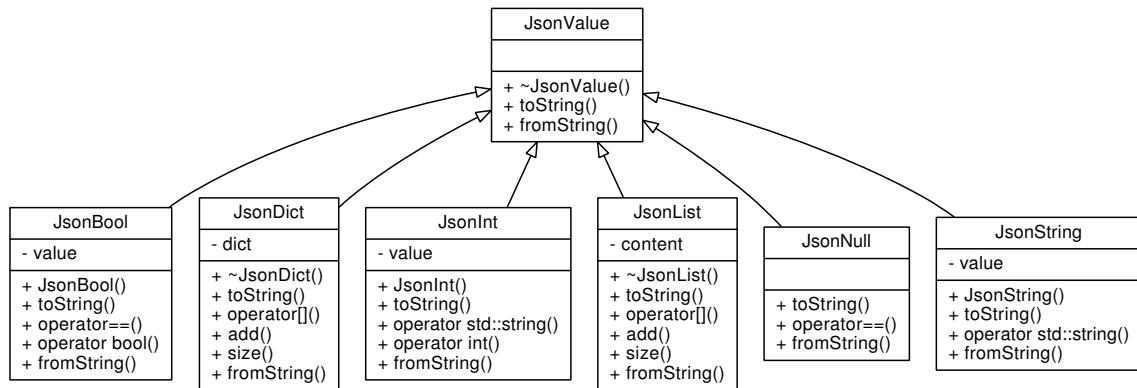 JsonValue
+ ~JsonValue()
+ toString()
+ fromString()
JsonBool
- value
+ JsonBool()
+ toString()
+ operator==()
+ operator bool()
+ fromString()
JsonDict
- dict
+ ~JsonDict()
+ toString()
+ operator[]()
+ add()
+ size()
+ fromString()
JsonInt
- value
+ JsonInt()
+ toString()
+ operator std::string()
+ operator int()
+ fromString()
JsonList
- content
+ ~JsonList()
+ toString()
+ operator[]()
+ add()
+ size()
+ fromString()
JsonNull
+ toString()
+ operator==()
+ fromString()
JsonString
- value
+ JsonString()
+ toString()
+ operator std::string()
+ fromString()